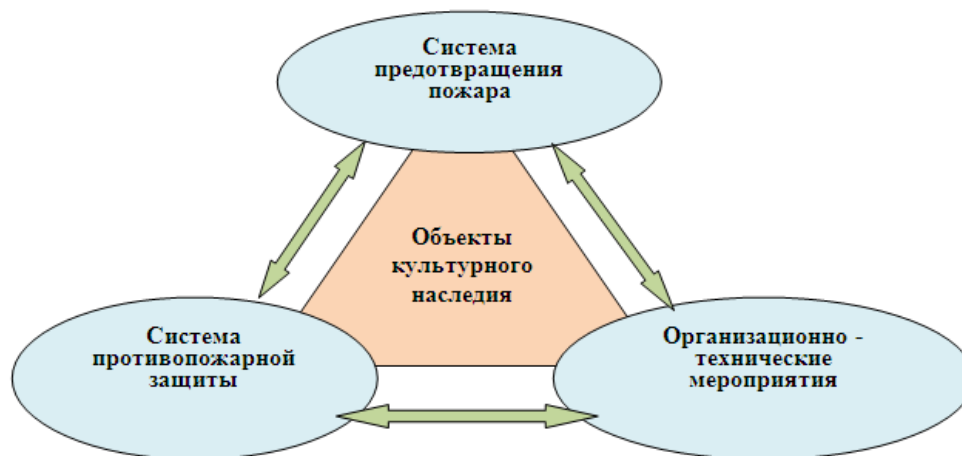 Система
предотвращения
пожара
Объекты
культурного
наследия
Система
противопожарной
защиты
Организационно -
технические
мероприятия